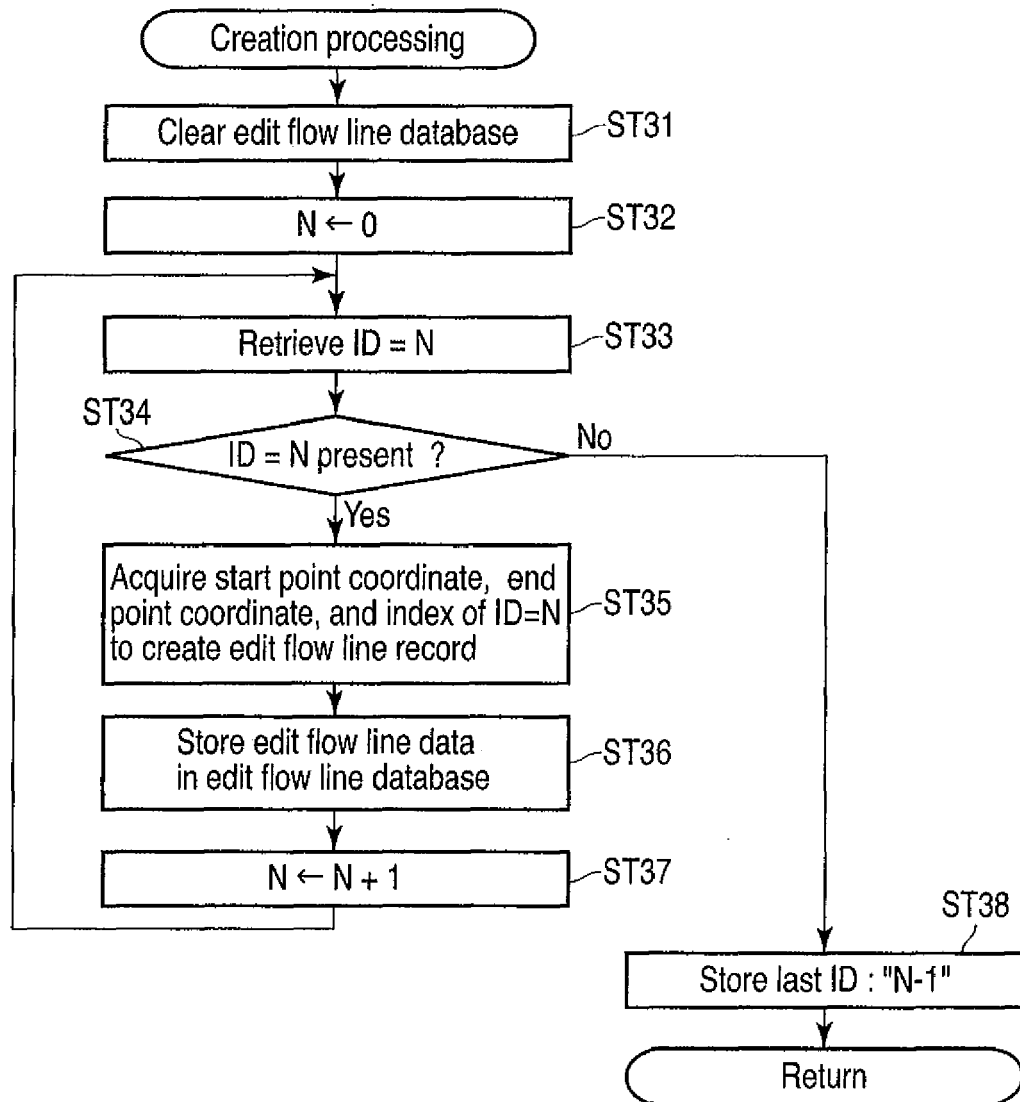 Creation processing
Clear edit flow line database
ST31
N ← 0
ST32
Retrieve ID = N
ST33
ST34
ID = N present ?
No
Yes
Acquire start point coordinate, end
point coordinate, and index of ID=N
to create edit flow line record
ST35
Store edit flow line data
in edit flow line database
ST36
N ← N + 1
ST37
ST38
Store last ID : "N-1"
Return